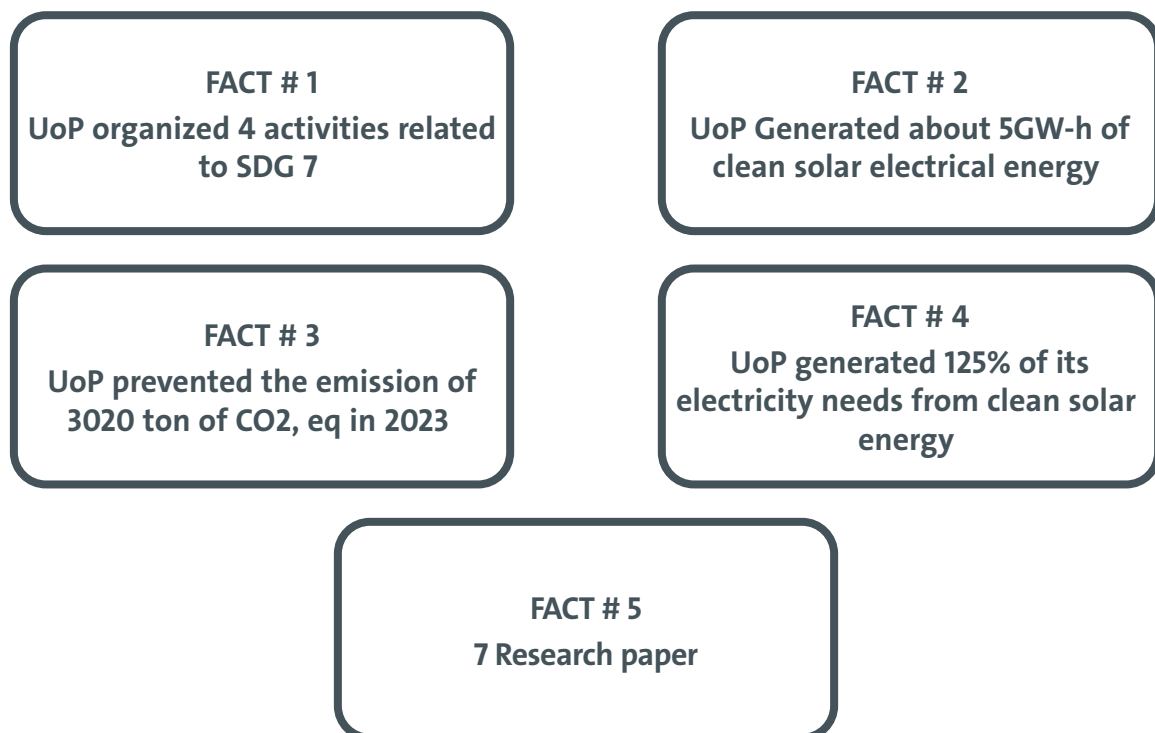 FACT # 1
UoP organized 4 activities related
to SDG 7
FACT # 2
UoP Generated about 5GW-h of
clean solar electrical energy
FACT # 3
UoP prevented the emission of
3020 ton of CO2, eq in 2023
FACT # 4
UoP generated 125% of its
electricity needs from clean solar
energy
FACT # 5
7 Research paper